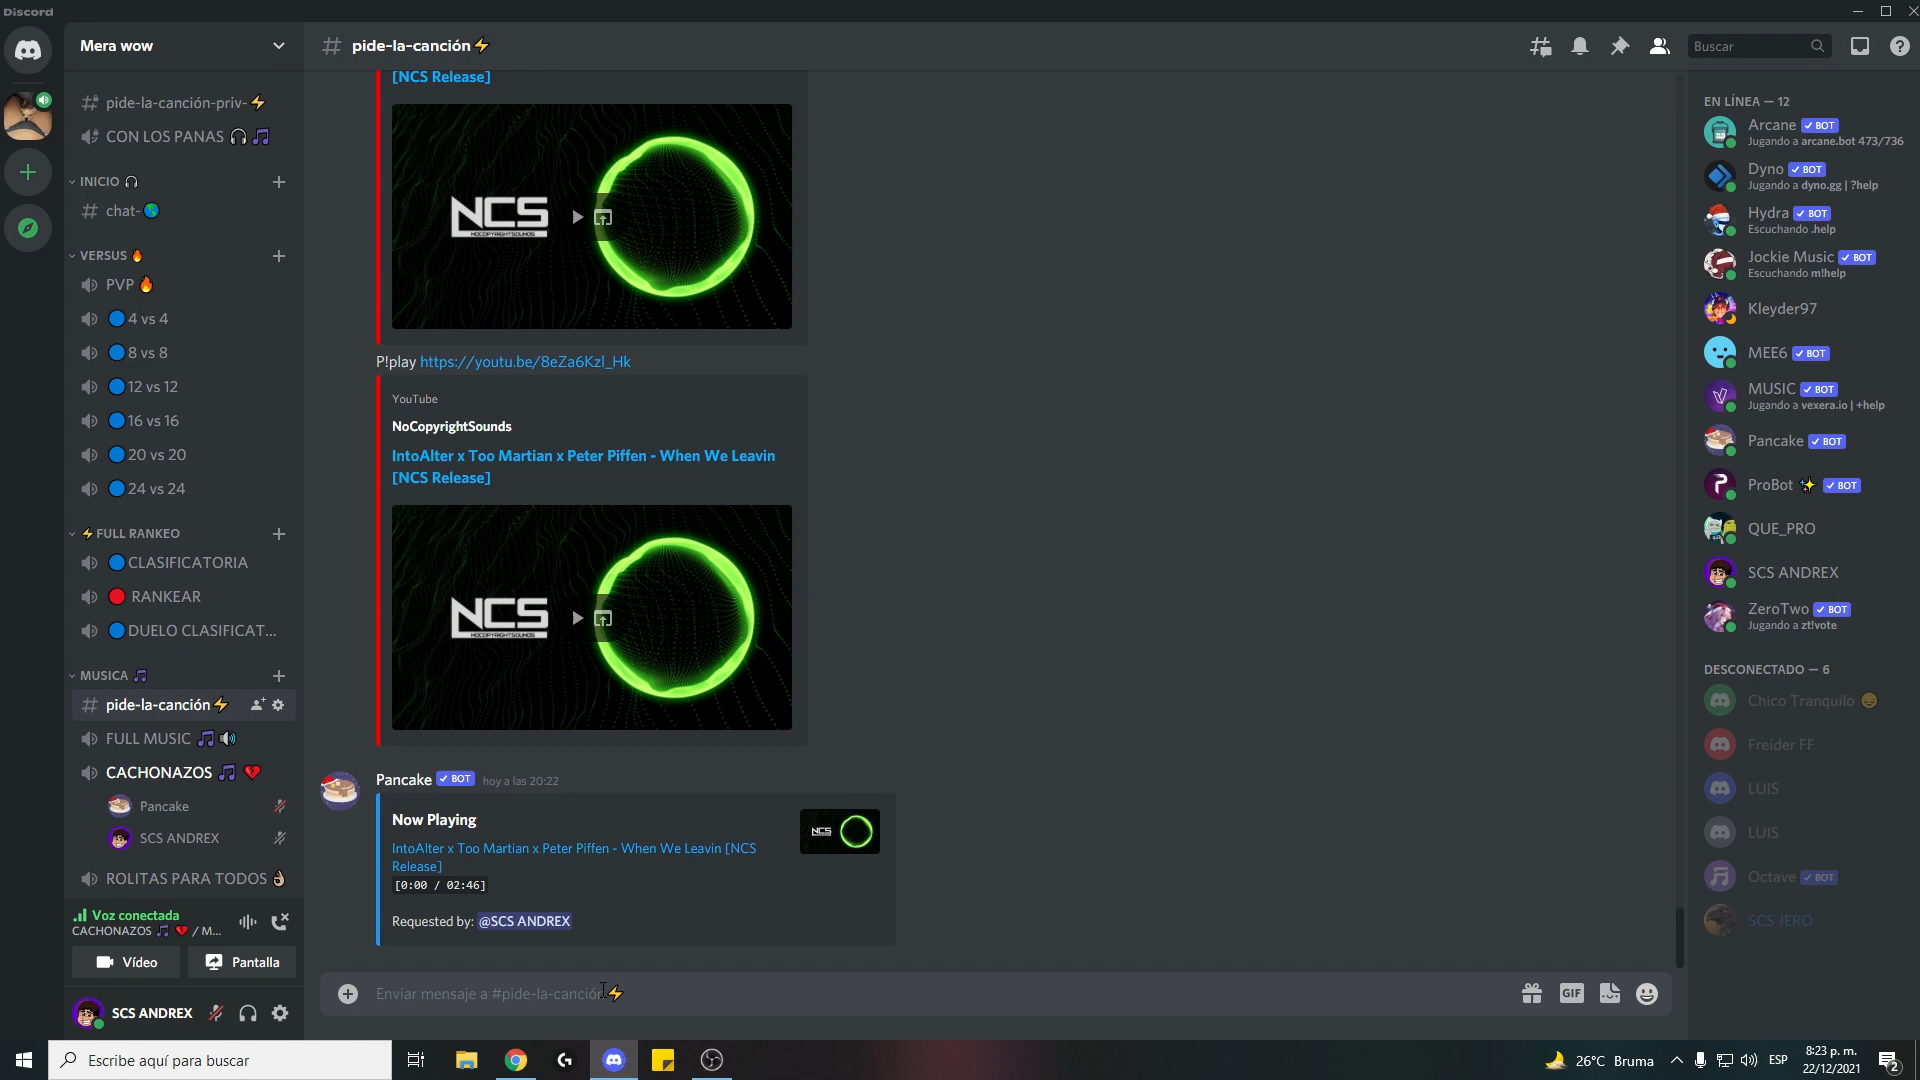 Discord
Mera wow
# pide-la-canción⚡
Buscar
pide-la-canción-priv-⚡
CON LOS PANAS 🎧 🎵
INICIO 🎧
chat-🌎
VERSUS 🔥
PVP 🔥
🔵4 vs 4
🔵8 vs 8
🔵12 vs 12
🔵16 vs 16
🔵20 vs 20
🔵24 vs 24
⚡FULL RANKEO
🔵CLASIFICATORIA
🔴 RANKEAR
🔵DUELO CLASIFICAT...
MUSICA 🎵
# pide-la-canción⚡
FULL MUSIC 🎵🔊
CACHONAZOS 🎵 💔
Pancake
SCS ANDREX
ROLITAS PARA TODOS 👌🏽
Voz conectada
CACHONAZOS 🎵 💔 / M...
Vídeo
Pantalla
SCS ANDREX
[NCS Release]
NCS
NOCOPYRIGHTSOUNDS
P!play https://youtu.be/8eZa6Kzl_Hk
YouTube
NoCopyrightSounds
IntoAlter x Too Martian x Peter Piffen - When We Leavin
[NCS Release]
NCS
NOCOPYRIGHTSOUNDS
Pancake ✓ BOT hoy a las 20:22
Now Playing
NCS
IntoAlter x Too Martian x Peter Piffen - When We Leavin [NCS
Release]
[0:00 / 02:46]
Requested by: @SCS ANDREX
Enviar mensaje a #pide-la-canción⚡
GIF
EN LÍNEA — 12
Arcane ✓ BOT
Jugando a arcane.bot 473/736
Dyno ✓ BOT
Jugando a dyno.gg | ?help
Hydra ✓ BOT
Escuchando .help
Jockie Music ✓ BOT
Escuchando m!help
Kleyder97
MEE6 ✓ BOT
MUSIC ✓ BOT
Jugando a vexera.io | +help
Pancake ✓ BOT
ProBot ✨ ✓ BOT
QUE_PRO
SCS ANDREX
ZeroTwo ✓ BOT
Jugando a zt!vote
DESCONECTADO — 6
Chico Tranquilo 😔
Freider FF
LUIS
LUIS
Octave ✓ BOT
SCS JERO
Escribe aquí para buscar
26°C Bruma
ESP
8:23 p. m.
22/12/2021
2